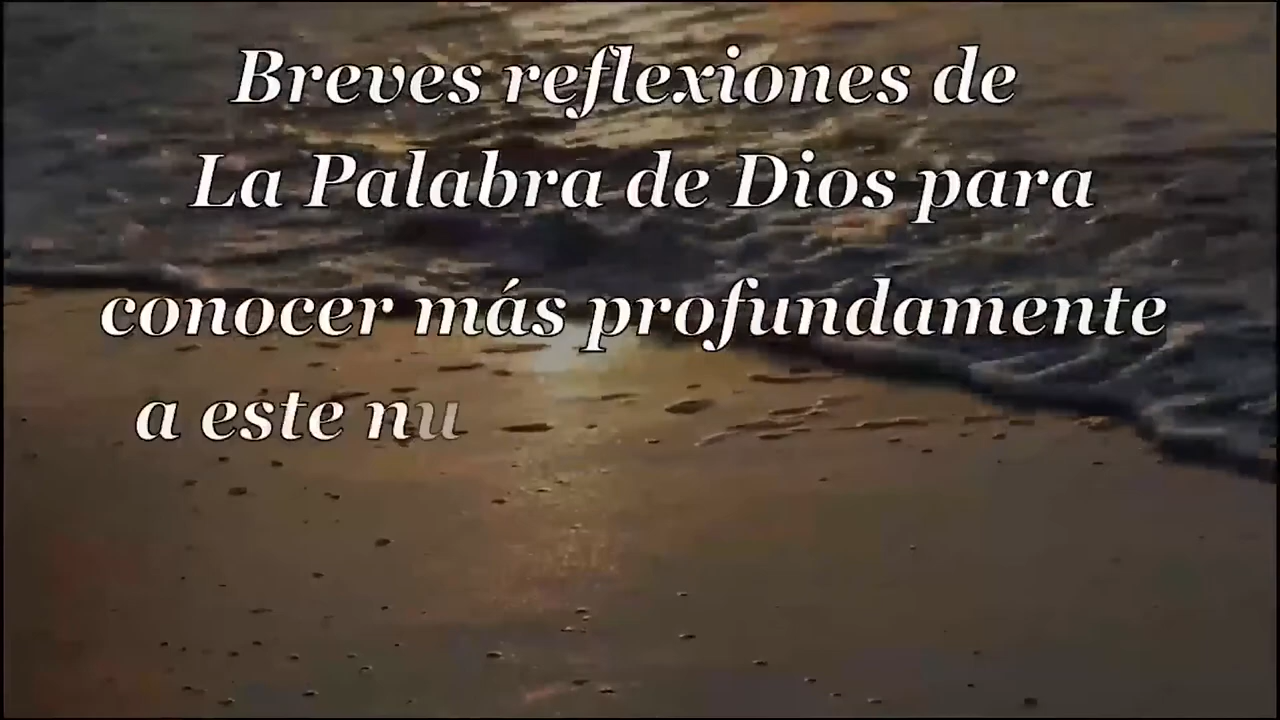 Breves reflexiones de
La Palabra de Dios para
conocer más profundamente
a este nu